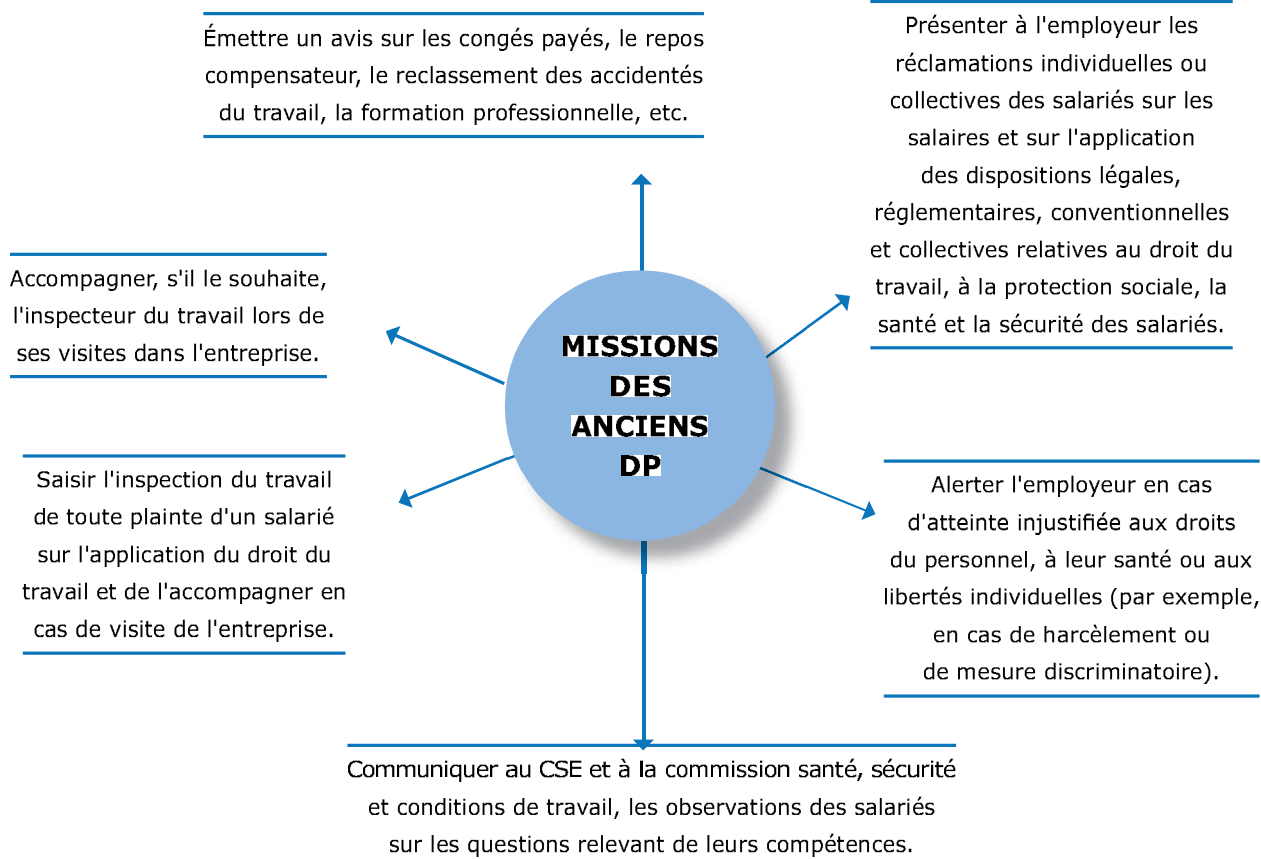 Émettre un avis sur les congés payés, le repos
compensateur, le reclassement des accidentés
du travail, la formation professionnelle, etc.
Présenter à l'employeur les
réclamations individuelles ou
collectives des salariés sur les
salaires et sur l'application
des dispositions légales,
réglementaires, conventionnelles
et collectives relatives au droit du
travail, à la protection sociale, la
santé et la sécurité des salariés.
Accompagner, s'il le souhaite,
l'inspecteur du travail lors de
ses visites dans l'entreprise.
MISSIONS
DES
ANCIENS
DP
Saisir l'inspection du travail
de toute plainte d'un salarié
sur l'application du droit du
travail et de l'accompagner en
cas de visite de l'entreprise.
Alerter l'employeur en cas
d'atteinte injustifiée aux droits
du personnel, à leur santé ou aux
libertés individuelles (par exemple,
en cas de harcèlement ou
de mesure discriminatoire).
Communiquer au CSE et à la commission santé, sécurité
et conditions de travail, les observations des salariés
sur les questions relevant de leurs compétences.